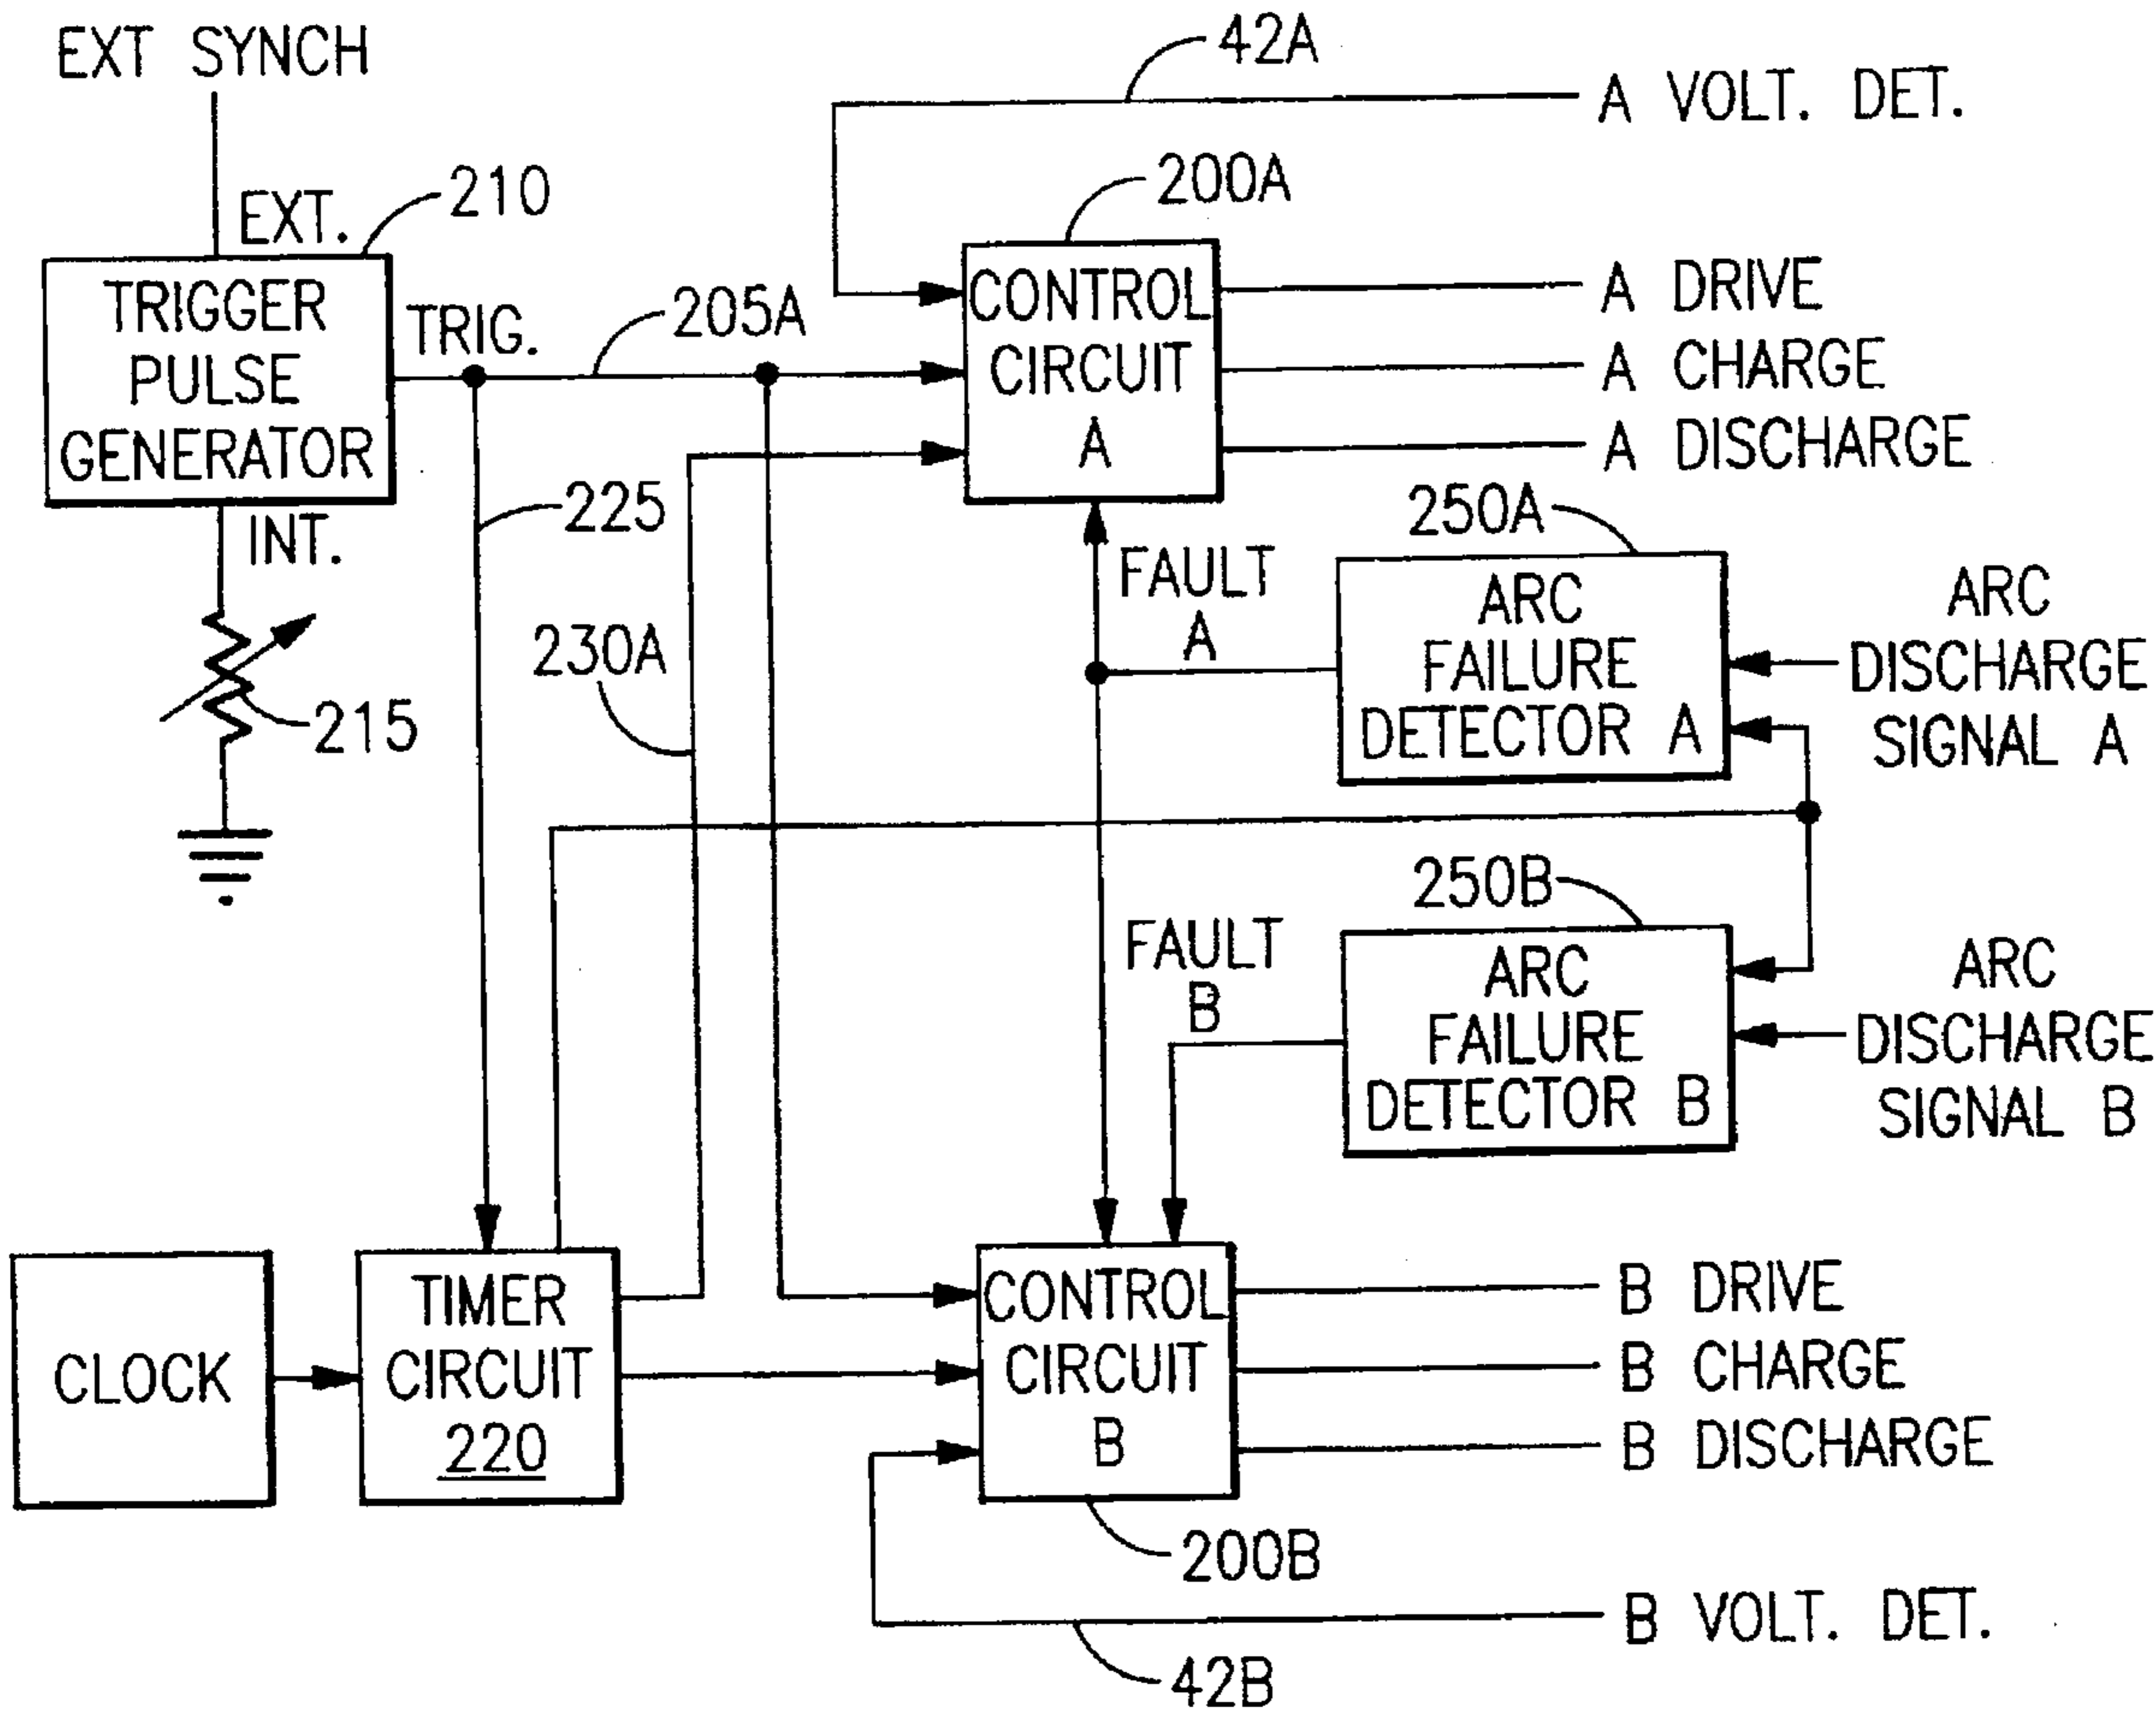 EXT SYNCH
42A
A VOLT. DET.
200A
210
EXT.
TRIGGER
PULSE
GENERATOR
TRIG.
205A
CONTROL
CIRCUIT
A
A DRIVE
A CHARGE
A DISCHARGE
INT.
225
215
230A
FAULT
A
250A
ARC
FAILURE
DETECTOR A
ARC
DISCHARGE
SIGNAL A
250B
FAULT
B
ARC
FAILURE
DETECTOR B
ARC
DISCHARGE
SIGNAL B
CLOCK
TIMER
CIRCUIT
220
CONTROL
CIRCUIT
B
B DRIVE
B CHARGE
B DISCHARGE
200B
B VOLT. DET.
42B